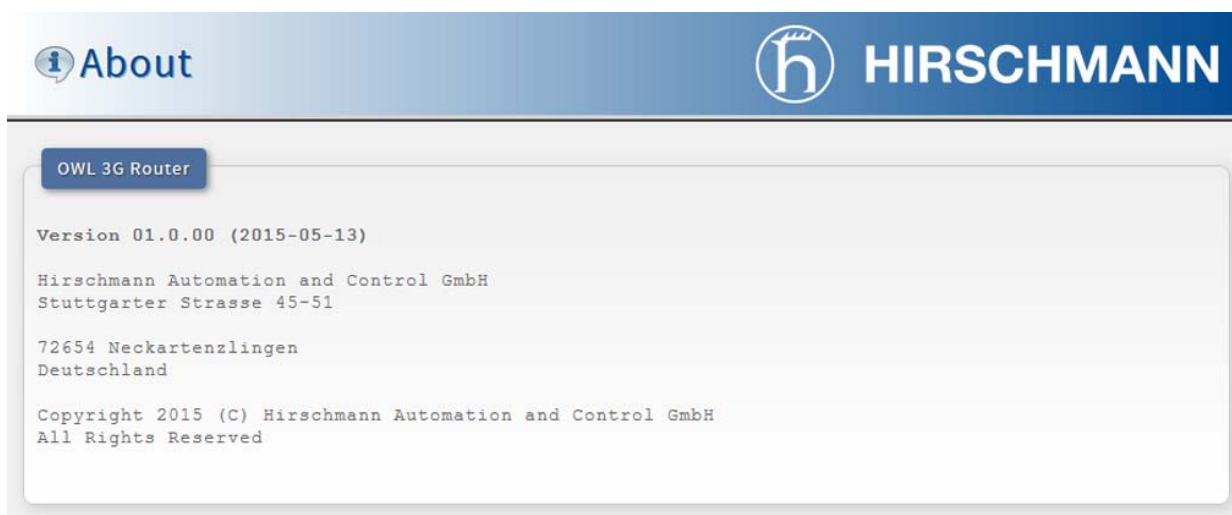 About
HIRSCHMANN
OWL 3G Router
Version 01.0.00 (2015-05-13)
Hirschmann Automation and Control GmbH
Stuttgarter Strasse 45-51
72654 Neckartenzlingen
Deutschland
Copyright 2015 (C) Hirschmann Automation and Control GmbH
All Rights Reserved